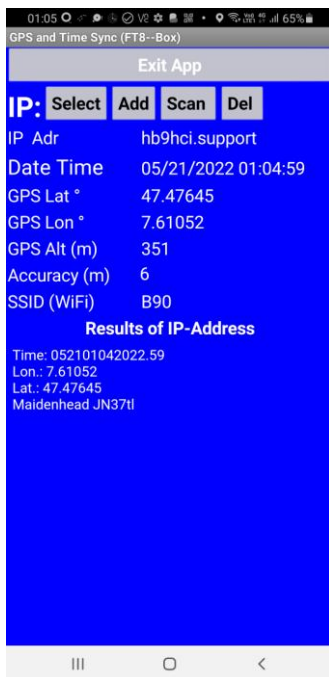 01:05 65%
GPS and Time Sync (FT8--Box)
Exit App
IP: Select Add Scan Del
IP Adr hb9hci.support
Date Time 05/21/2022 01:04:59
GPS Lat ° 47.47645
GPS Lon ° 7.61052
GPS Alt (m) 351
Accuracy (m) 6
SSID (WiFi) B90
Results of IP-Address
Time: 052101042022.59
Lon.: 7.61052
Lat.: 47.47645
Maidenhead JN37tl